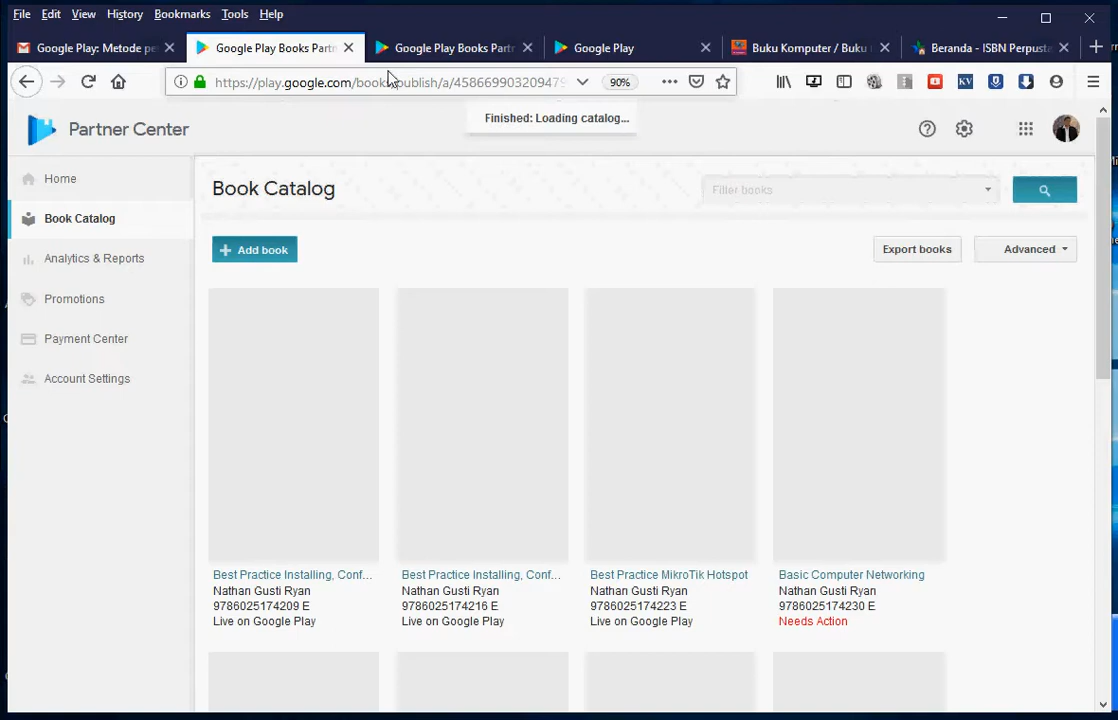 File Edit View History Bookmarks Tools Help
Google Play: Metode pe
Google Play Books Partn
Google Play Books Partn
Google Play
Buku Komputer / Buku
Beranda - ISBN Perpusta
https://play.google.com/books/publish/a/458669903209479
90%
Partner Center
Finished: Loading catalog...
Home
Book Catalog
Analytics & Reports
Promotions
Payment Center
Account Settings
Book Catalog
Filter books
Add book
Export books
Advanced
Best Practice Installing, Conf...
Nathan Gusti Ryan
9786025174209 E
Live on Google Play
Best Practice Installing, Conf...
Nathan Gusti Ryan
9786025174216 E
Live on Google Play
Best Practice MikroTik Hotspot
Nathan Gusti Ryan
9786025174223 E
Live on Google Play
Basic Computer Networking
Nathan Gusti Ryan
9786025174230 E
Needs Action